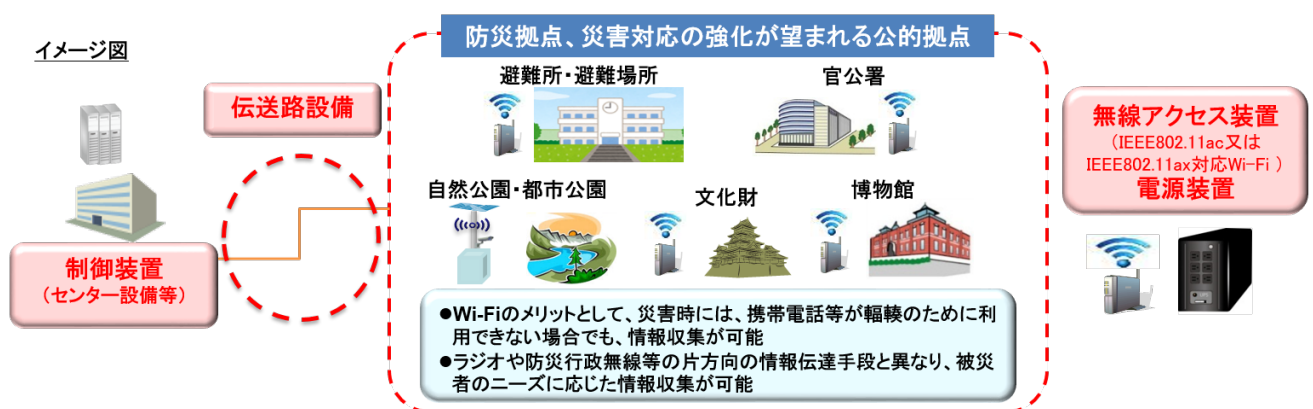 イメージ図
防災拠点、災害対応の強化が望まれる公的拠点
伝送路設備
制御装置
（センター設備等）
避難所・避難場所
官公署
自然公園・都市公園
文化財
博物館
●Wi-Fiのメリットとして、災害時には、携帯電話等が輻輳のために利
用できない場合でも、情報収集が可能
●ラジオや防災行政無線等の片方向の情報伝達手段と異なり、被災
者のニーズに応じた情報収集が可能
無線アクセス装置
（IEEE802.11ac又は
IEEE802.11ax対応Wi-Fi ）
電源装置